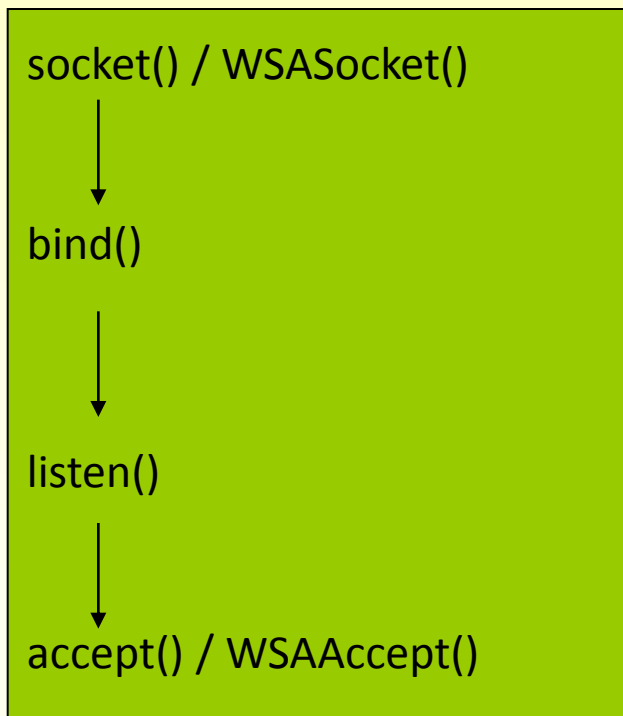 socket() / WSASocket()
bind()
listen()
accept() / WSAAccept()